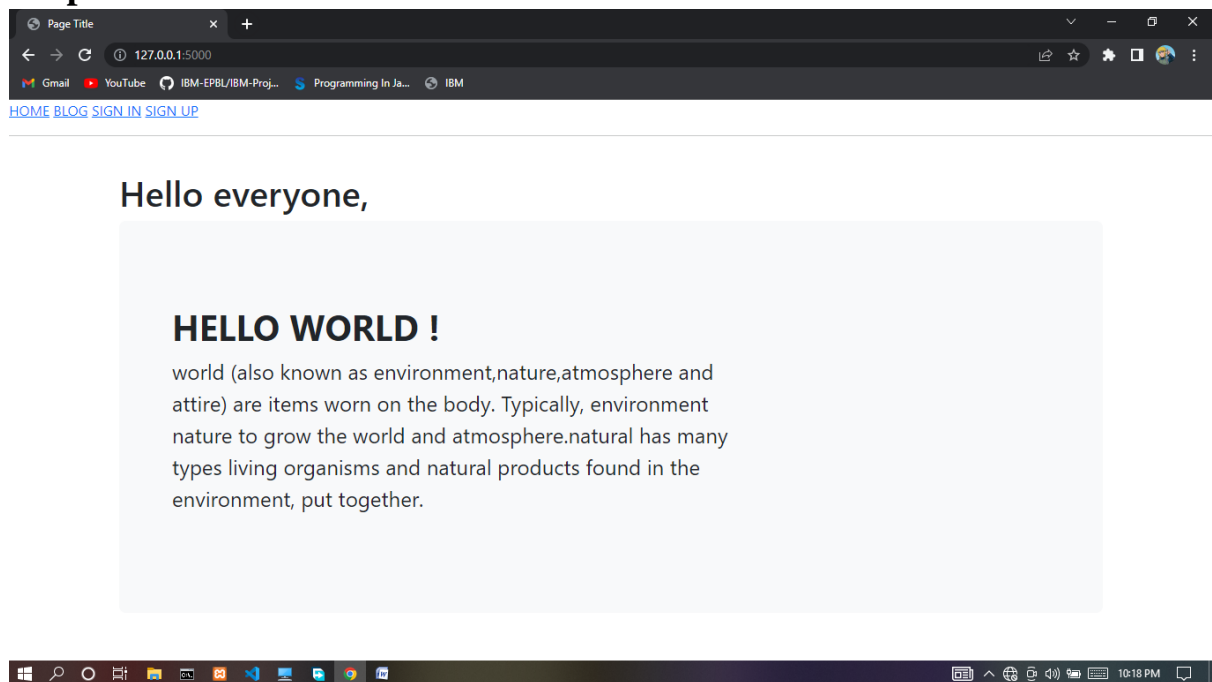 Page Title
127.0.0.1:5000
Gmail YouTube IBM-EPBL/IBM-Proj... Programming In Ja... IBM
HOME BLOG SIGN IN SIGN UP
Hello everyone,
HELLO WORLD !
world (also known as environment,nature,atmosphere and
attire) are items worn on the body. Typically, environment
nature to grow the world and atmosphere.natural has many
types living organisms and natural products found in the
environment, put together.
10:18 PM